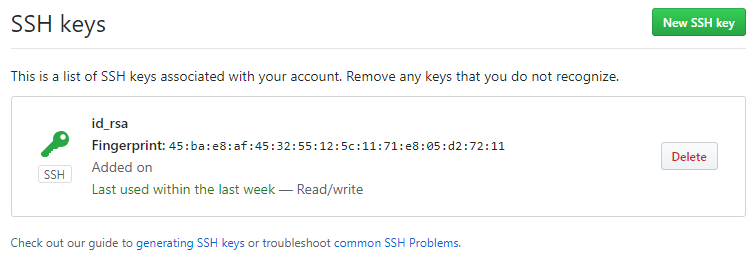 SSH keys
New SSH key
This is a list of SSH keys associated with your account. Remove any keys that you do not recognize.
id_rsa
Fingerprint: 45:ba:e8:af:45:32:55:12:5c:11:71:e8:05:d2:72:11
SSH
Added on
Last used within the last week — Read/write
Delete
Check out our guide to generating SSH keys or troubleshoot common SSH Problems.